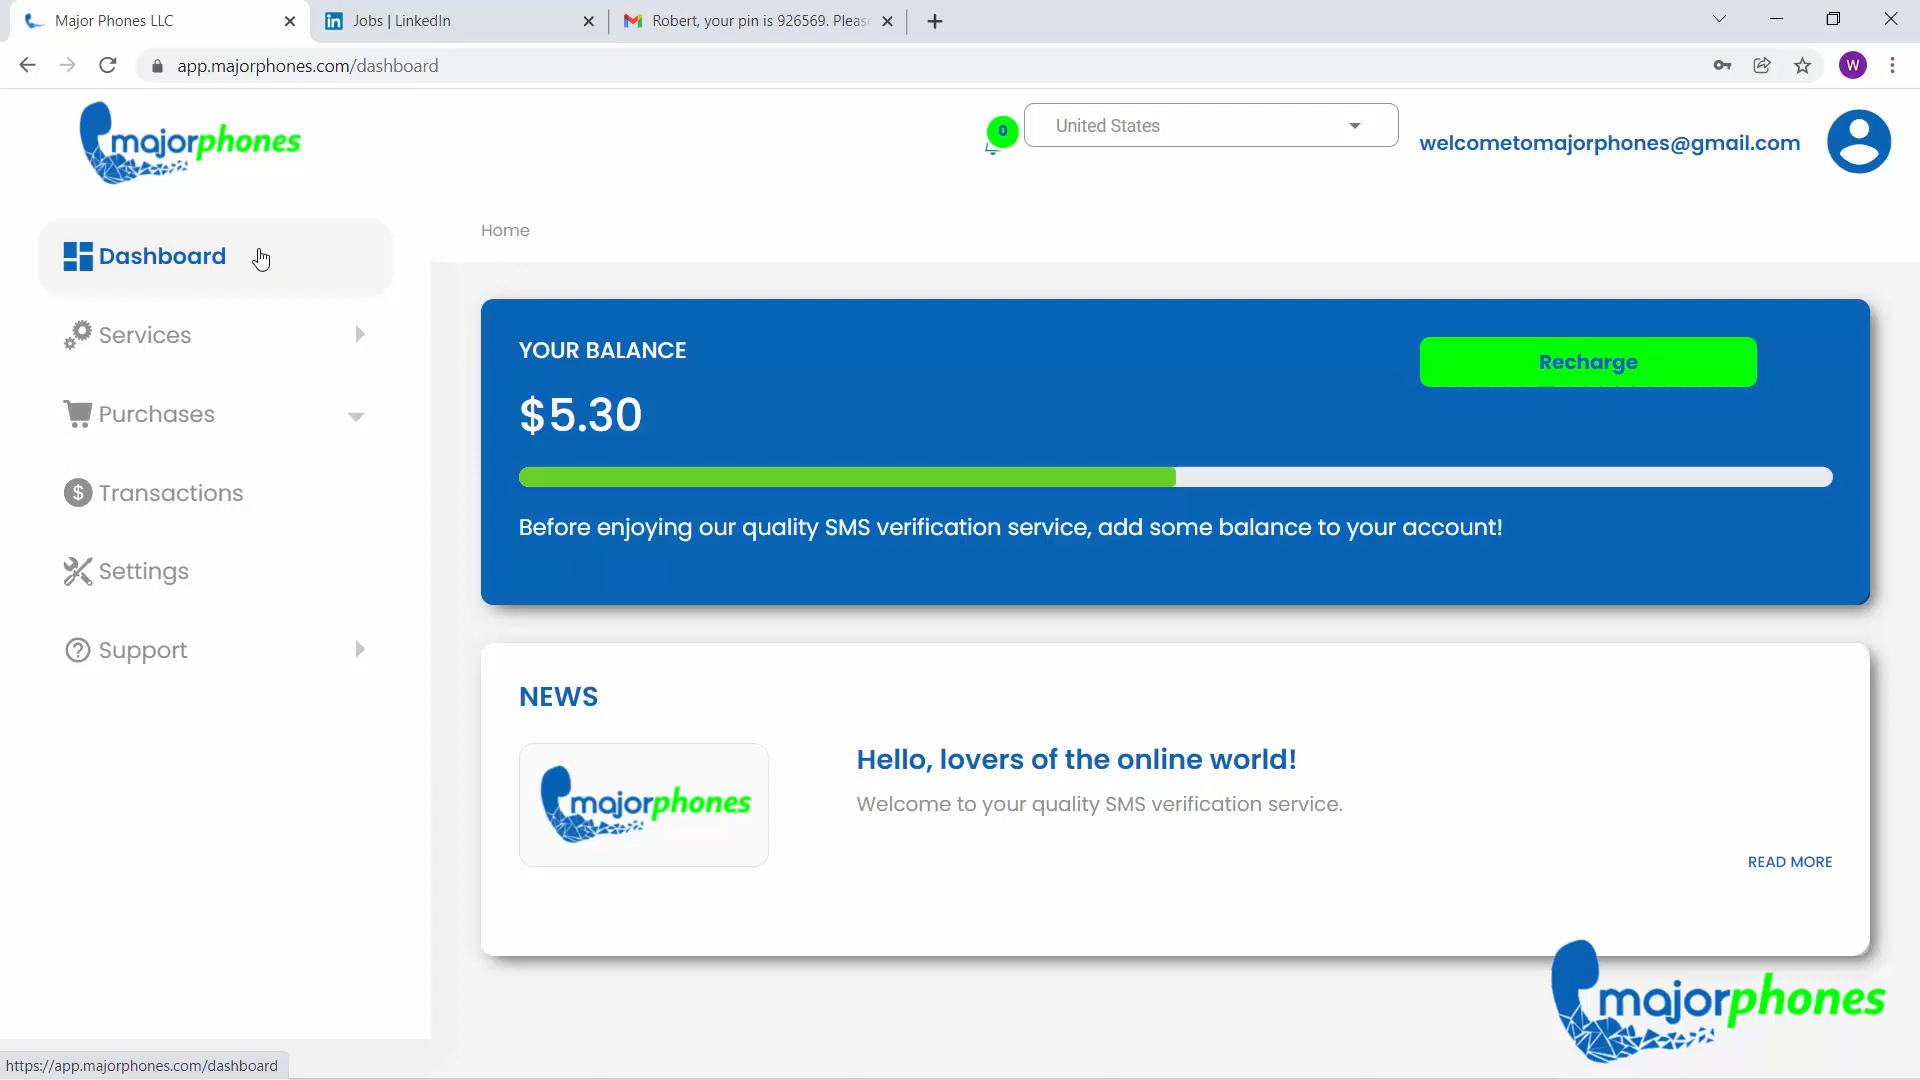 Major Phones LLC
Jobs | LinkedIn
Robert, your pin is 926569. Pleas
app.majorphones.com/dashboard
W
majorphones
0
United States
welcometomajorphones@gmail.com
Home
Dashboard
Services
Purchases
Transactions
Settings
Support
YOUR BALANCE
Recharge
$5.30
Before enjoying our quality SMS verification service, add some balance to your account!
NEWS
majorphones
Hello, lovers of the online world!
Welcome to your quality SMS verification service.
READ MORE
majorphones
https://app.majorphones.com/dashboard